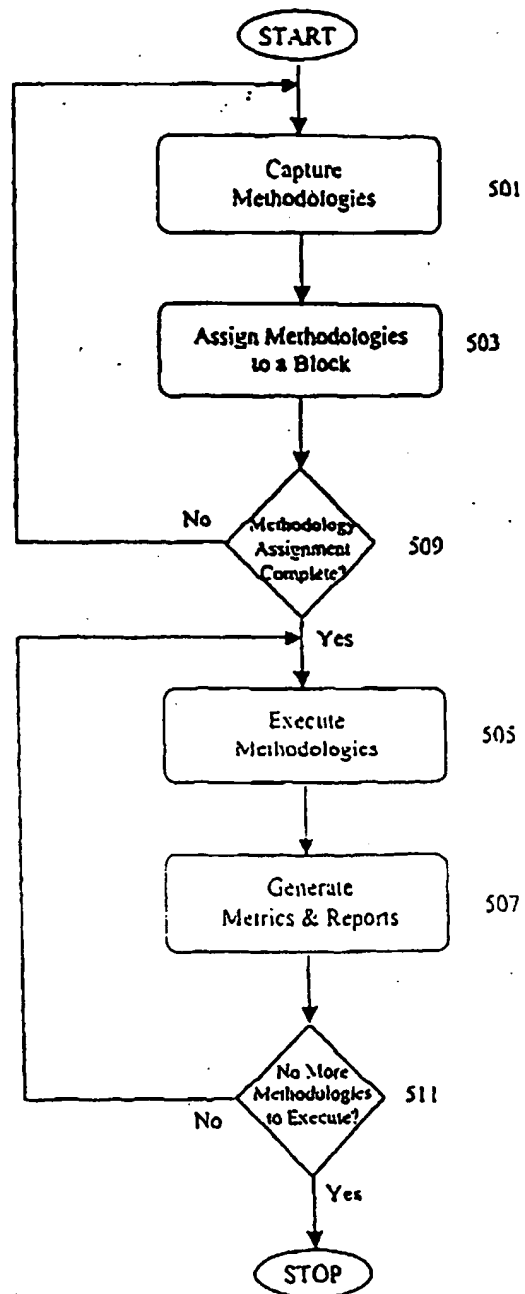 START
Capture
Methodologies
501
Assign Methodologies
to a Block
503
No
Methodology
Assignment
Complete?
509
Yes
Execute
Methodologies
505
Generate
Metrics & Reports
507
No More
Methodologies
to Execute?
511
No
Yes
STOP